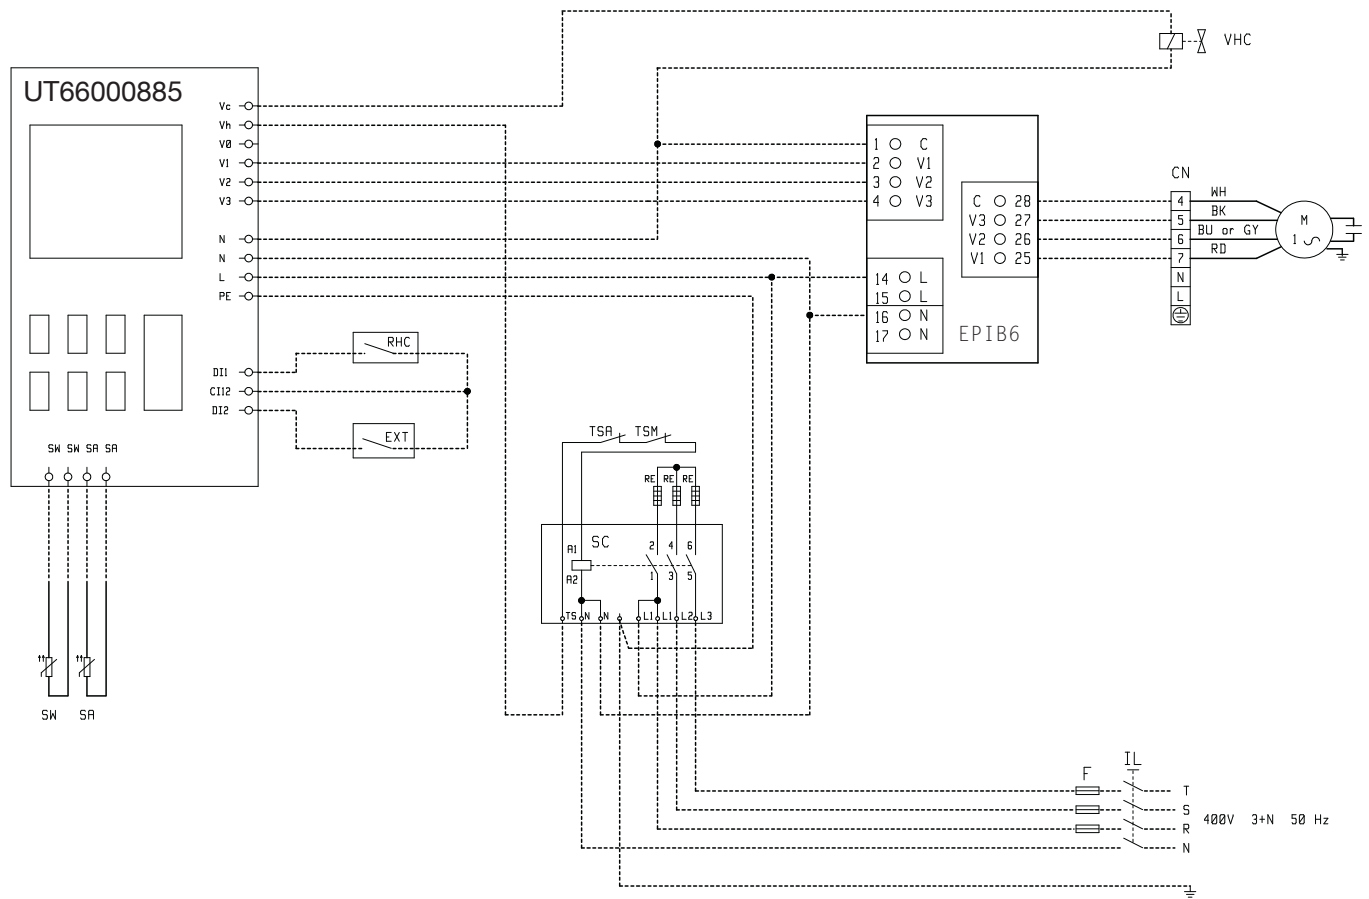 VHC
UT66000885
Vc
Vh
V0
V1
V2
V3
N
N
L
PE
DI1
CI12
DI2
SW SW SA SA
SW SA
RHC
EXT
1 C
2 V1
3 V2
4 V3
C 28
V3 27
V2 26
V1 25
14 L
15 L
16 N
17 N
EPIB6
CN
4 WH
5 BK
6 BU or GY
7 RD
N
L
M
1
TSA TSM
RE RE RE
SC
A1
A2
2 4 6
1 3 5
TS N N L1 L1 L2 L3
F IL
T
S
R
N
400V 3+N 50 Hz